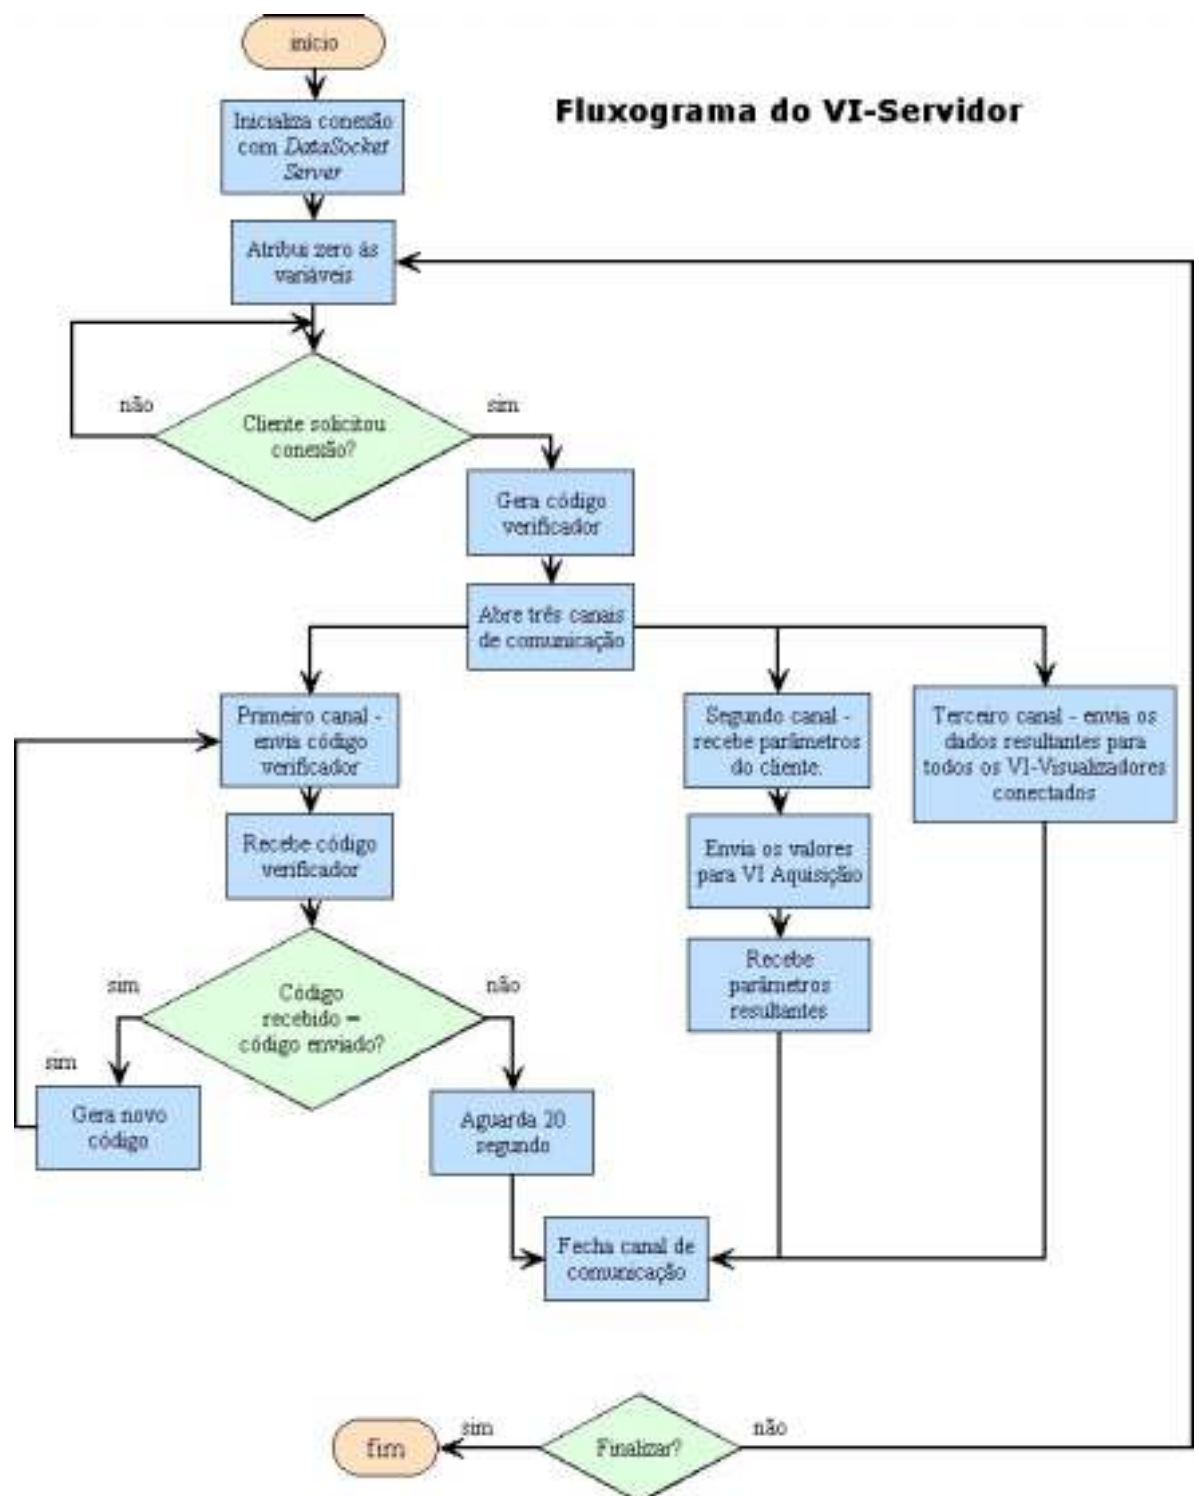 início
Fluxograma do VI-Servidor
Inicializa conexão
com DataSocket
Server
Atribui zero às
variáveis
não
sim
Cliente solicitou
conexão?
Gera código
verificador
Abre três canais
de comunicação
Primeiro canal -
envia código
verificador
Segundo canal -
recebe parâmetros
do cliente.
Terceiro canal - envia os
dados resultantes para
todos os VI-Visualizadores
conectados
Recebe código
verificador
Envia os valores
para VI Aquisição
Recebe
parâmetros
resultantes
sim
não
Código
recebido =
código enviado?
sim
Gera novo
código
Aguarda 20
segundo
Fecha canal de
comunicação
sim
não
fim
Finalizar?